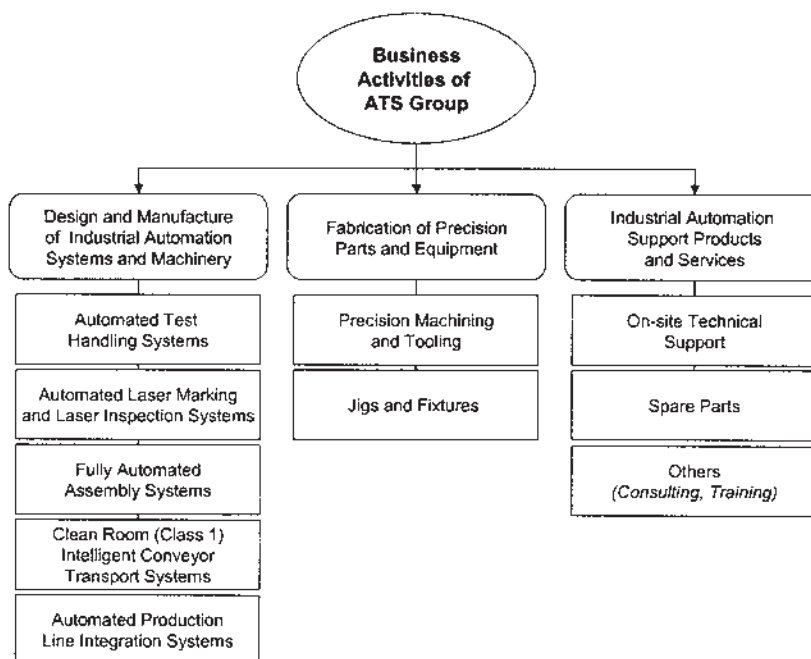 Business
Activities of
ATS Group
Design and Manufacture
of Industrial Automation
Systems and Machinery
Automated Test
Handling Systems
Automated Laser Marking
and Laser Inspection Systems
Fully Automated
Assembly Systems
Clean Room (Class 1)
Intelligent Conveyor
Transport Systems
Automated Production
Line Integration Systems
Fabrication of Precision
Parts and Equipment
Precision Machining
and Tooling
Jigs and Fixtures
Industrial Automation
Support Products
and Services
On-site Technical
Support
Spare Parts
Others
(Consulting, Training)